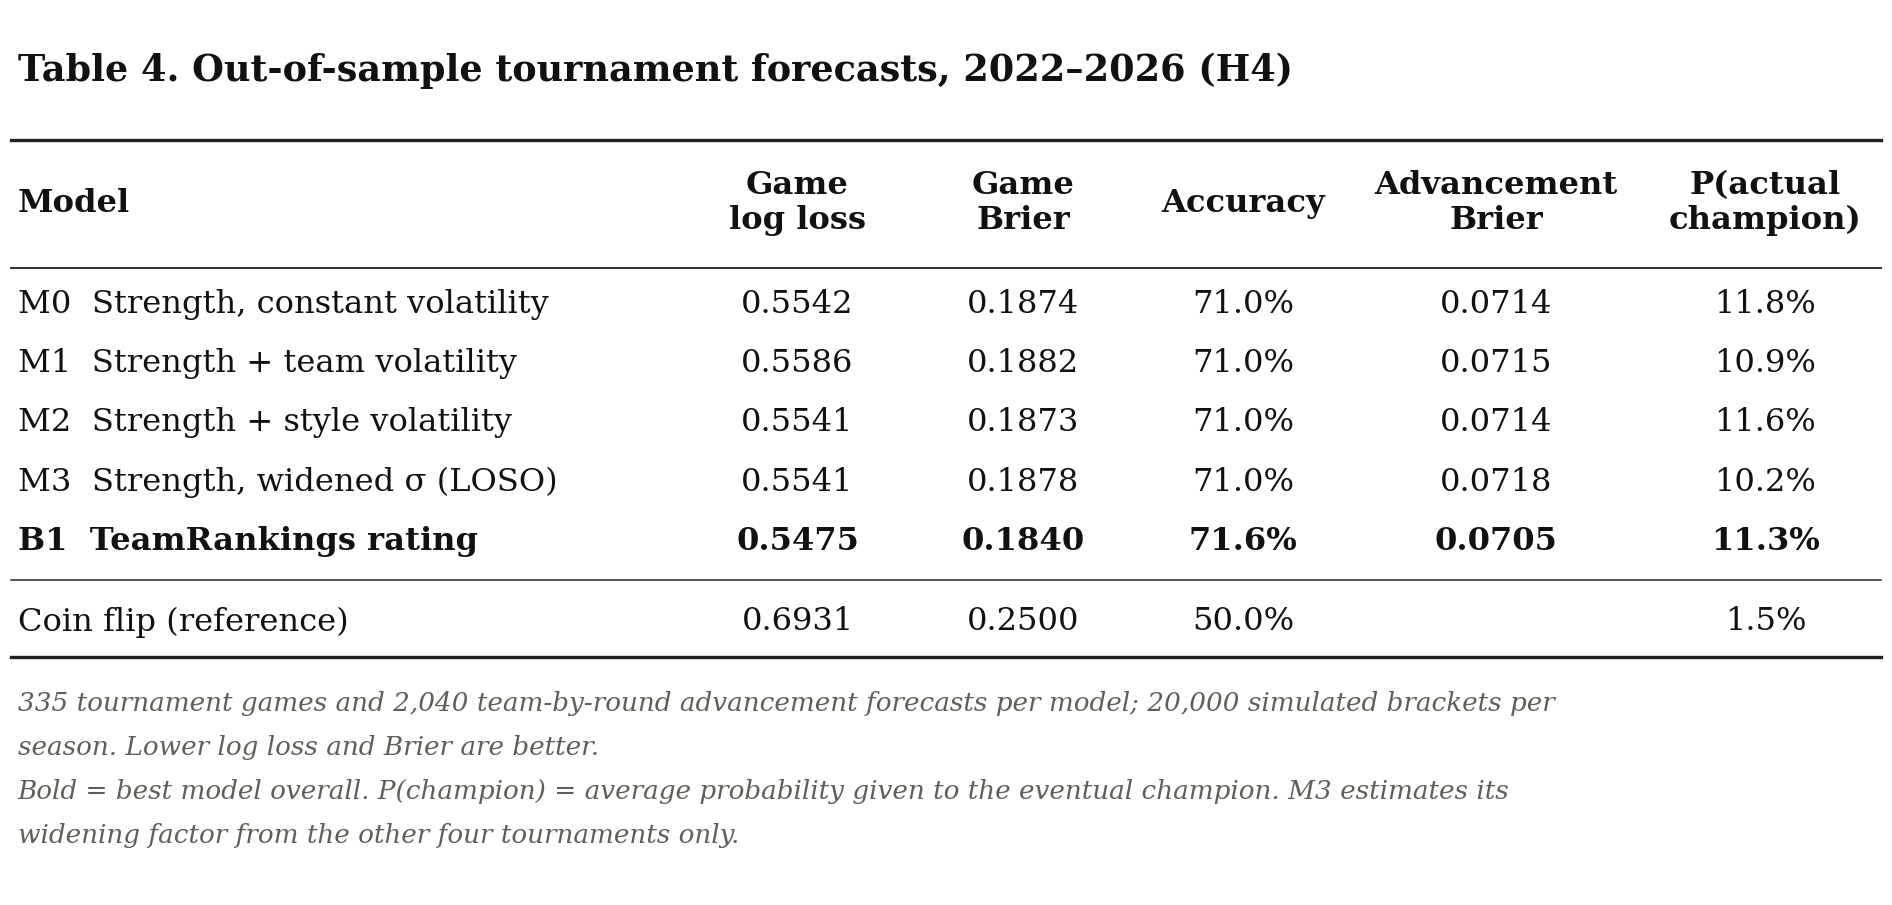 Table 4. Out-of-sample tournament forecasts, 2022–2026 (H4)
Model Game log loss Game Brier Accuracy Advancement Brier P(actual champion)
M0 Strength, constant volatility 0.5542 0.1874 71.0% 0.0714 11.8%
M1 Strength + team volatility 0.5586 0.1882 71.0% 0.0715 10.9%
M2 Strength + style volatility 0.5541 0.1873 71.0% 0.0714 11.6%
M3 Strength, widened σ (LOSO) 0.5541 0.1878 71.0% 0.0718 10.2%
B1 TeamRankings rating 0.5475 0.1840 71.6% 0.0705 11.3%
Coin flip (reference) 0.6931 0.2500 50.0% 1.5%
335 tournament games and 2,040 team-by-round advancement forecasts per model; 20,000 simulated brackets per
season. Lower log loss and Brier are better.
Bold = best model overall. P(champion) = average probability given to the eventual champion. M3 estimates its
widening factor from the other four tournaments only.